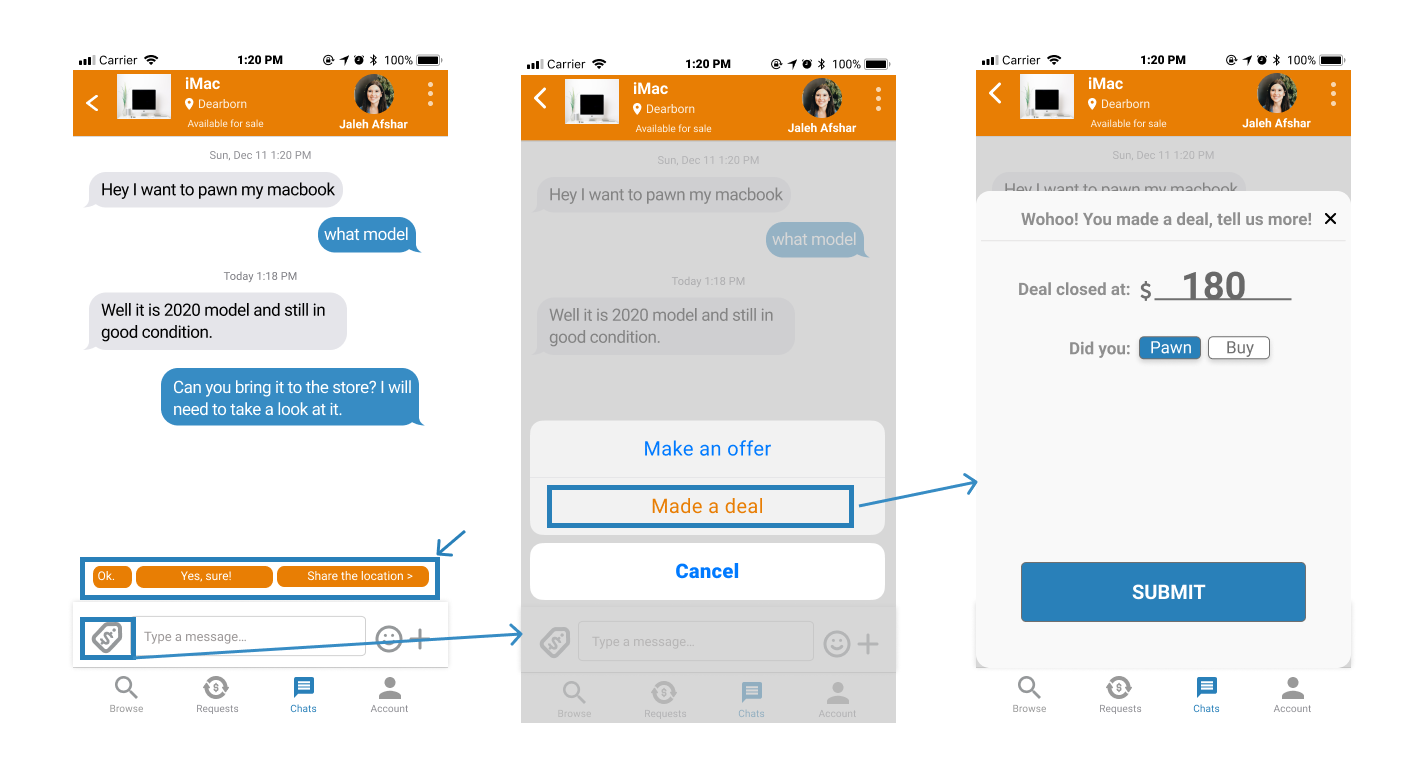 Carrier 1:20 PM 100%
iMac
Dearborn
Available for sale
Jaleh Afshar
Sun, Dec 11 1:20 PM
Hey I want to pawn my macbook
what model
Today 1:18 PM
Well it is 2020 model and still in
good condition.
Can you bring it to the store? I will
need to take a look at it.
Ok.
Yes, sure!
Share the location >
$
Type a message...
$
Browse
Requests
Chats
Account
Carrier 1:20 PM 100%
iMac
Dearborn
Available for sale
Jaleh Afshar
Sun, Dec 11 1:20 PM
Hey I want to pawn my macbook
what model
Today 1:18 PM
Well it is 2020 model and still in
good condition.
Make an offer
Made a deal
Cancel
$
Type a message...
$
Browse
Requests
Chats
Account
Carrier 1:20 PM 100%
iMac
Dearborn
Available for sale
Jaleh Afshar
Sun, Dec 11 1:20 PM
Hey I want to pawn my macbook
Wohoo! You made a deal, tell us more!
Deal closed at: $ 180
Did you: Pawn Buy
SUBMIT
$
Browse
Requests
Chats
Account